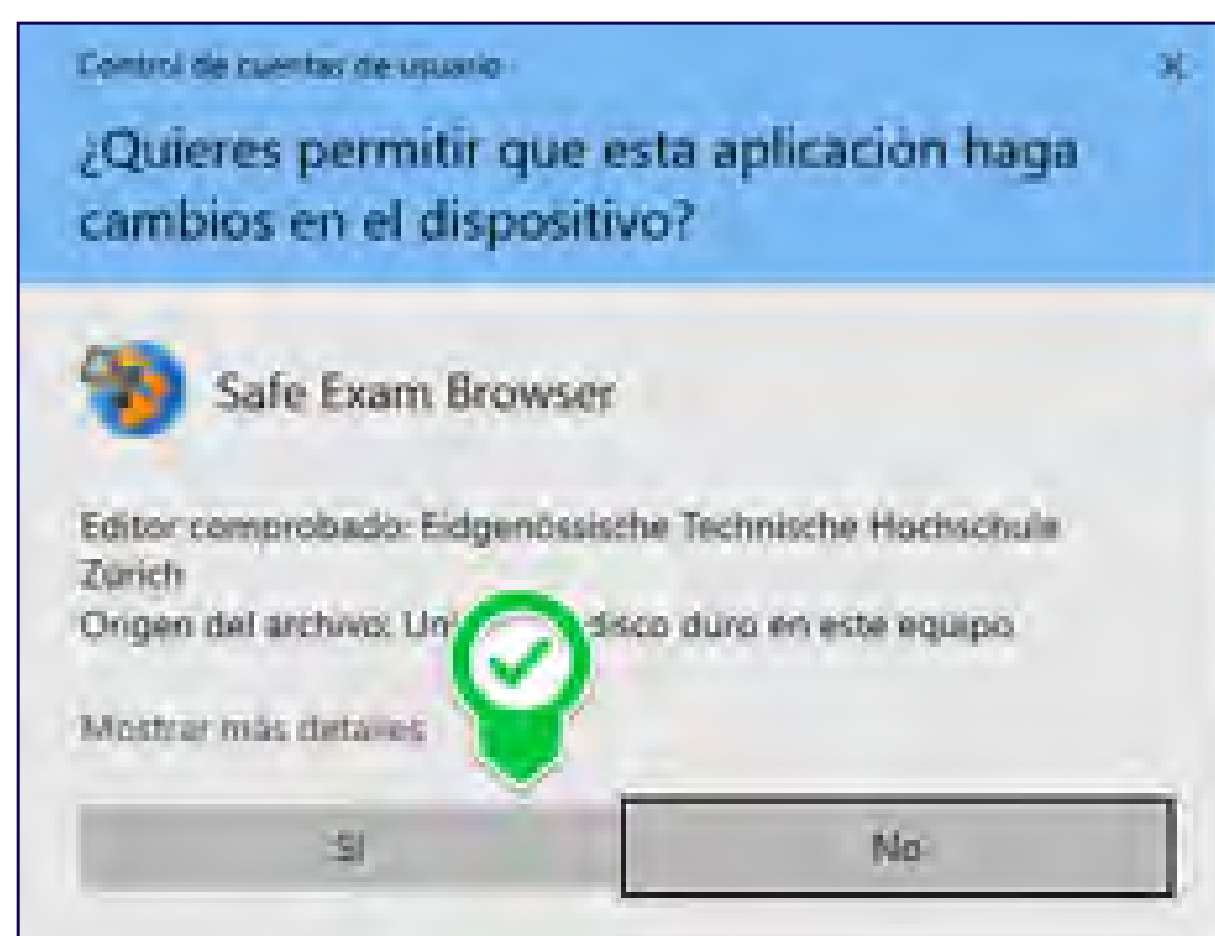 Control de cuentas de usuario
¿Quieres permitir que esta aplicación haga
cambios en el dispositivo?
Safe Exam Browser
Editor comprobado: Eidgenössische Technische Hochschule
Zürich
Origen del archivo: disco duro en este equipo
Mostrar más detalles
Sí
No